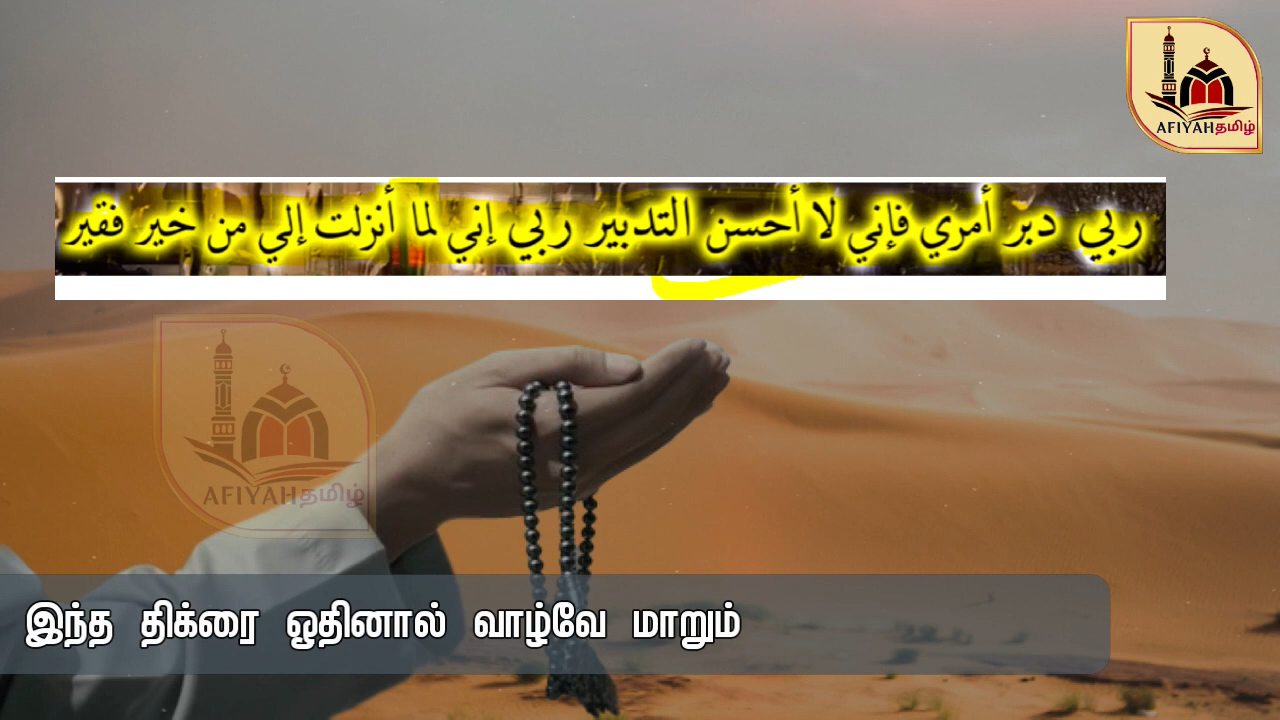 AFIYAHதமிழ்
ربي دبر أمري فإني لا أحسن التدبير ربي إني لما أنزلت إلي من خير فقير
AFIYAHதமிழ்
இந்த திக்ரை ஓதினால் வாழ்வே மாறும்